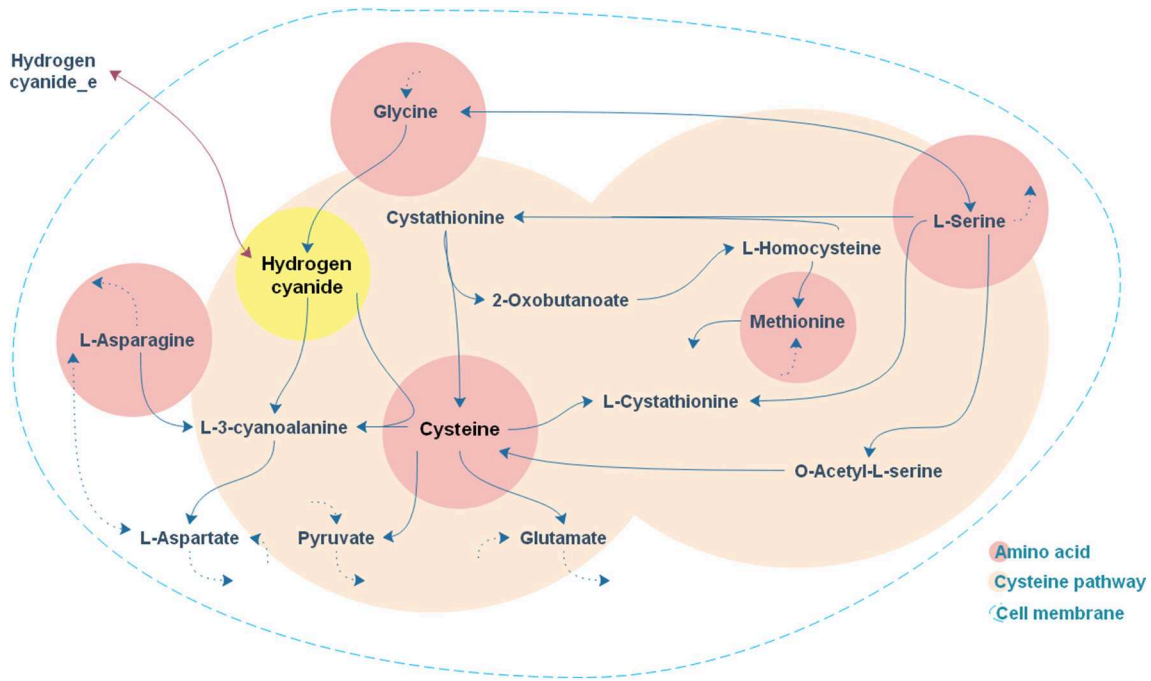 Hydrogen
cyanide_e
Glycine
Cystathionine
L-Serine
L-Homocysteine
Hydrogen
cyanide
2-Oxobutanoate
Methionine
L-Asparagine
L-Cystathionine
L-3-cyanoalanine
Cysteine
O-Acetyl-L-serine
L-Aspartate
Pyruvate
Glutamate
Amino acid
Cysteine pathway
Cell membrane